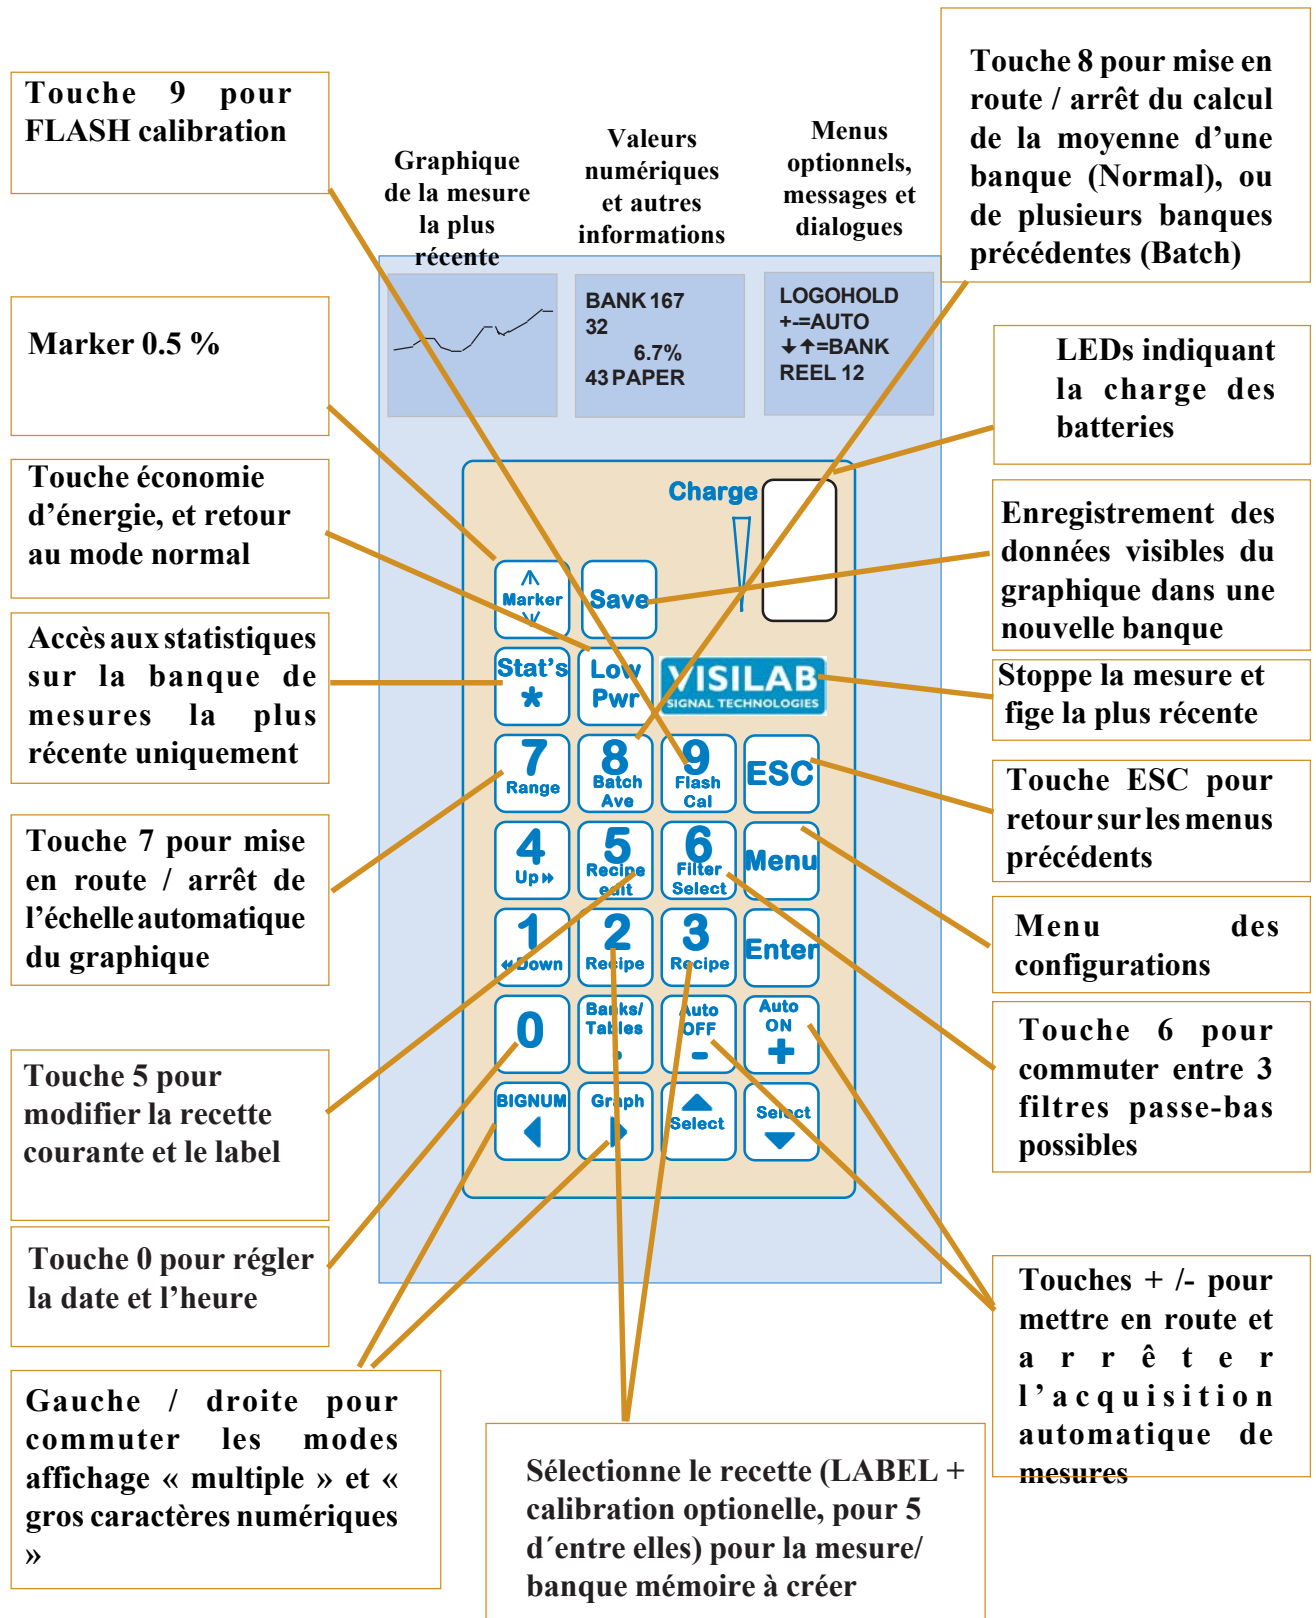 Touche 9 pour
FLASH calibration
Graphique
de la mesure
la plus
récente
Valeurs
numériques
et autres
informations
Menus
optionnels,
messages et
dialogues
Touche 8 pour mise en
route / arrêt du calcul
de la moyenne d’une
banque (Normal), ou
de plusieurs banques
précédentes (Batch)
BANK 167
32
6.7%
43 PAPER
LOGOHOLD
+-=AUTO
↓↑=BANK
REEL 12
Marker 0.5 %
LEDs indiquant
la charge des
batteries
Touche économie
d’énergie, et retour
au mode normal
Enregistrement des
données visibles du
graphique dans une
nouvelle banque
Accès aux statistiques
sur la banque de
mesures la plus
récente uniquement
Stoppe la mesure et
fige la plus récente
Touche 7 pour mise
en route / arrêt de
l’échelle automatique
du graphique
Touche ESC pour
retour sur les menus
précédents
Menu des
configurations
Touche 5 pour
modifier la recette
courante et le label
Touche 6 pour
commuter entre 3
filtres passe-bas
possibles
Touche 0 pour régler
la date et l’heure
Touches + /- pour
mettre en route et
arrêter
l’acquisition
automatique de
mesures
Gauche / droite pour
commuter les modes
affichage « multiple » et «
gros caractères numériques
»
Sélectionne le recette (LABEL +
calibration optionelle, pour 5
d´entre elles) pour la mesure/
banque mémoire à créer
Charge
Marker
Save
Stat's
*
Low
Pwr
VISILAB
SIGNAL TECHNOLOGIES
7
Range
8
Batch
Ave
9
Flash
Cal
ESC
4
Up
5
Recipe
edit
6
Filter
Select
Menu
1
Down
2
Recipe
3
Recipe
Enter
0
Banks/
Tables
.
Auto
OFF
-
Auto
ON
+
BIGNUM
Graph
Select
Select